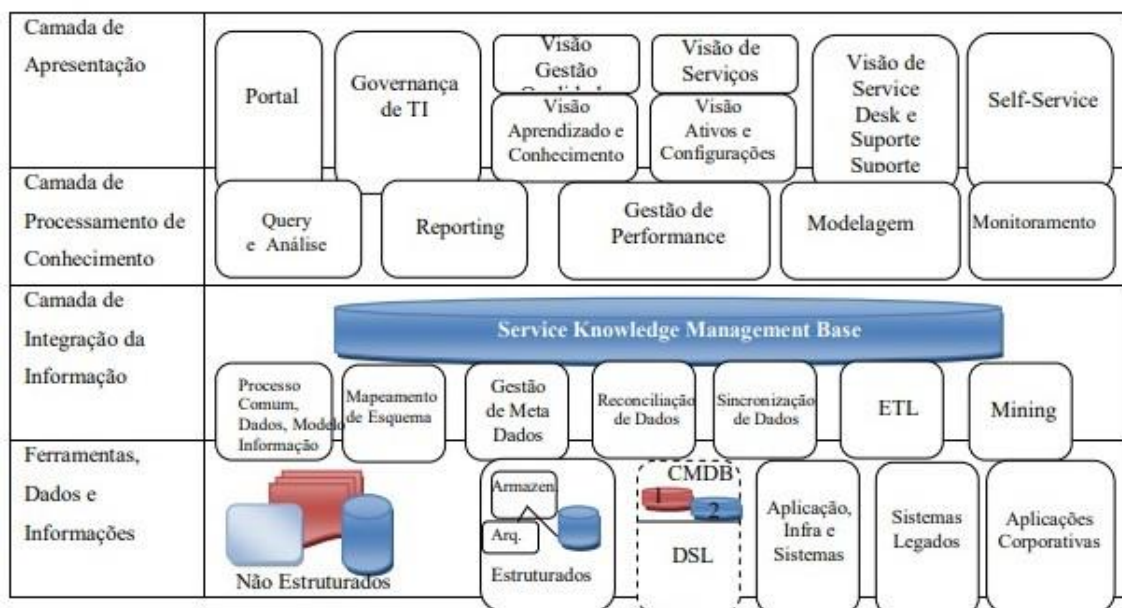 Camada de
Apresentação
Portal
Governança
de TI
Visão
Gestão
Visão
Aprendizado e
Conhecimento
Visão de
Serviços
Visão
Ativos e
Configurações
Visão de
Service
Desk e
Suporte
Suporte
Self-Service
Camada de
Processamento de
Conhecimento
Query
e Análise
Reporting
Gestão de
Performance
Modelagem
Monitoramento
Camada de
Integração da
Informação
Service Knowledge Management Base
Processo
Comum,
Dados, Modelo
Informação
Mapeamento
de Esquema
Gestão
de Meta
Dados
Reconciliação
de Dados
Sincronização
de Dados
ETL
Mining
Ferramentas,
Dados e
Informações
Não Estruturados
Armazen.
Arq.
Estruturados
CMDB
1
2
DSL
Aplicação,
Infra e
Sistemas
Sistemas
Legados
Aplicações
Corporativas